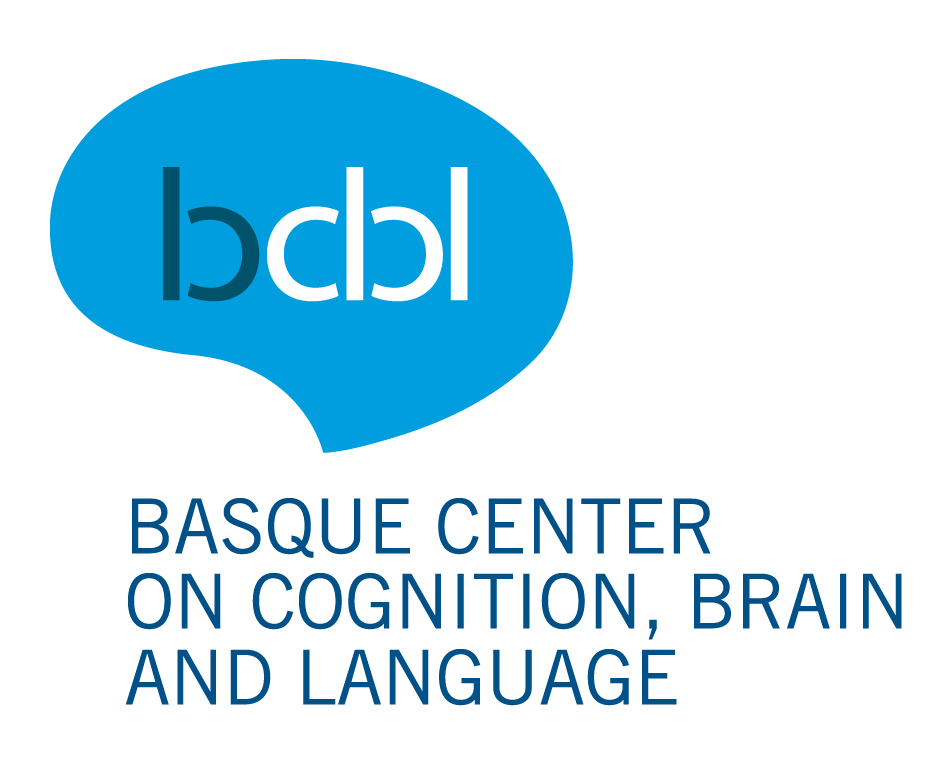 bcbl
BASQUE CENTER
ON COGNITION, BRAIN
AND LANGUAGE